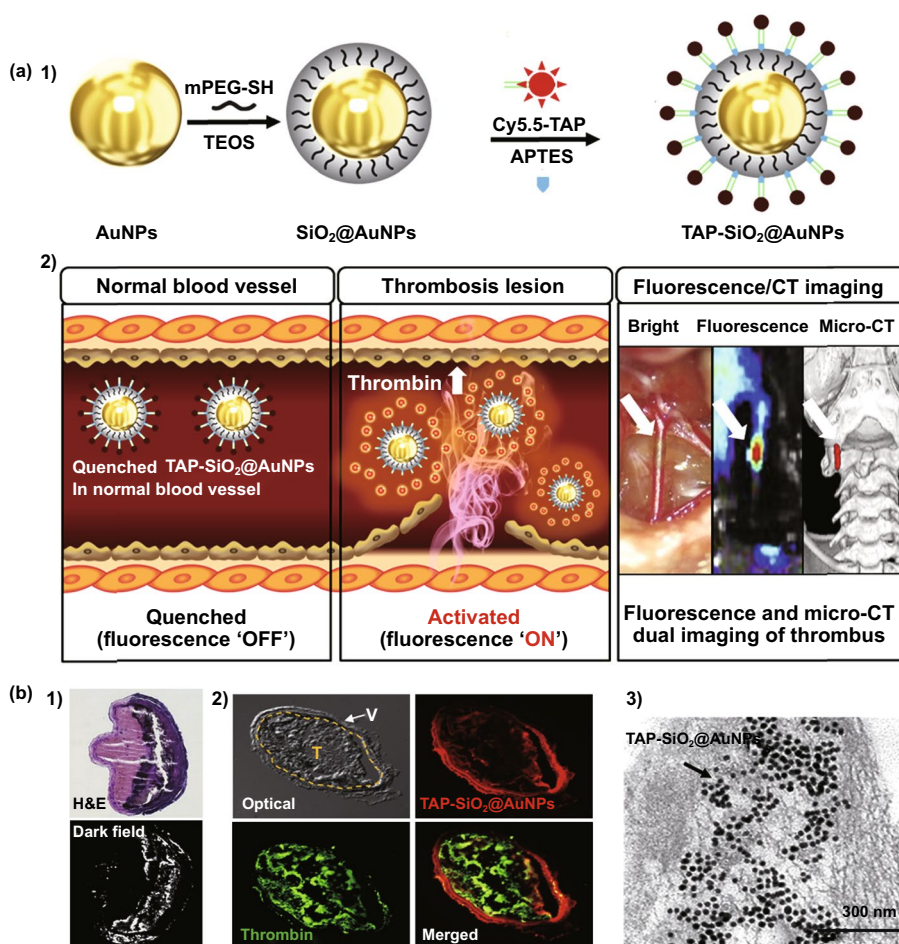 (a) 1)
mPEG-SH
TEOS
Cy5.5-TAP
APTES
AuNPs
SiO₂@AuNPs
TAP-SiO₂@AuNPs
2)
Normal blood vessel
Thrombosis lesion
Fluorescence/CT imaging
Bright
Fluorescence
Micro-CT
Thrombin
Quenched TAP-SiO₂@AuNPs
In normal blood vessel
Quenched
(fluorescence 'OFF')
Activated
(fluorescence 'ON')
Fluorescence and micro-CT
dual imaging of thrombus
(b) 1)
H&E
Dark field
2)
V
T
Optical
TAP-SiO₂@AuNPs
Thrombin
Merged
3)
TAP-SiO₂@AuNPs
300 nm